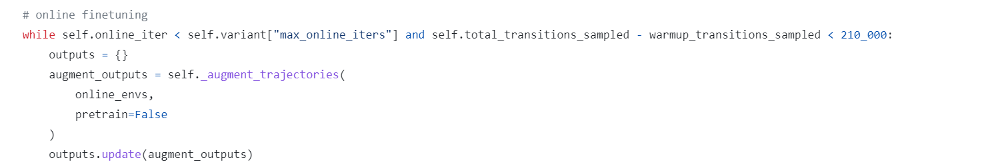 # online finetuning
while self.online_iter < self.variant["max_online_iters"] and self.total_transitions_sampled - warmup_transitions_sampled < 210_000:
    outputs = {}
    augment_outputs = self._augment_trajectories(
        online_envs,
        pretrain=False
    )
    outputs.update(augment_outputs)